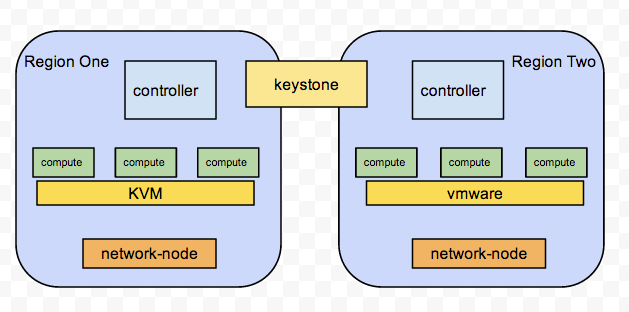 Region One
controller
keystone
controller
Region Two
compute
compute
compute
compute
compute
compute
KVM
vmware
network-node
network-node